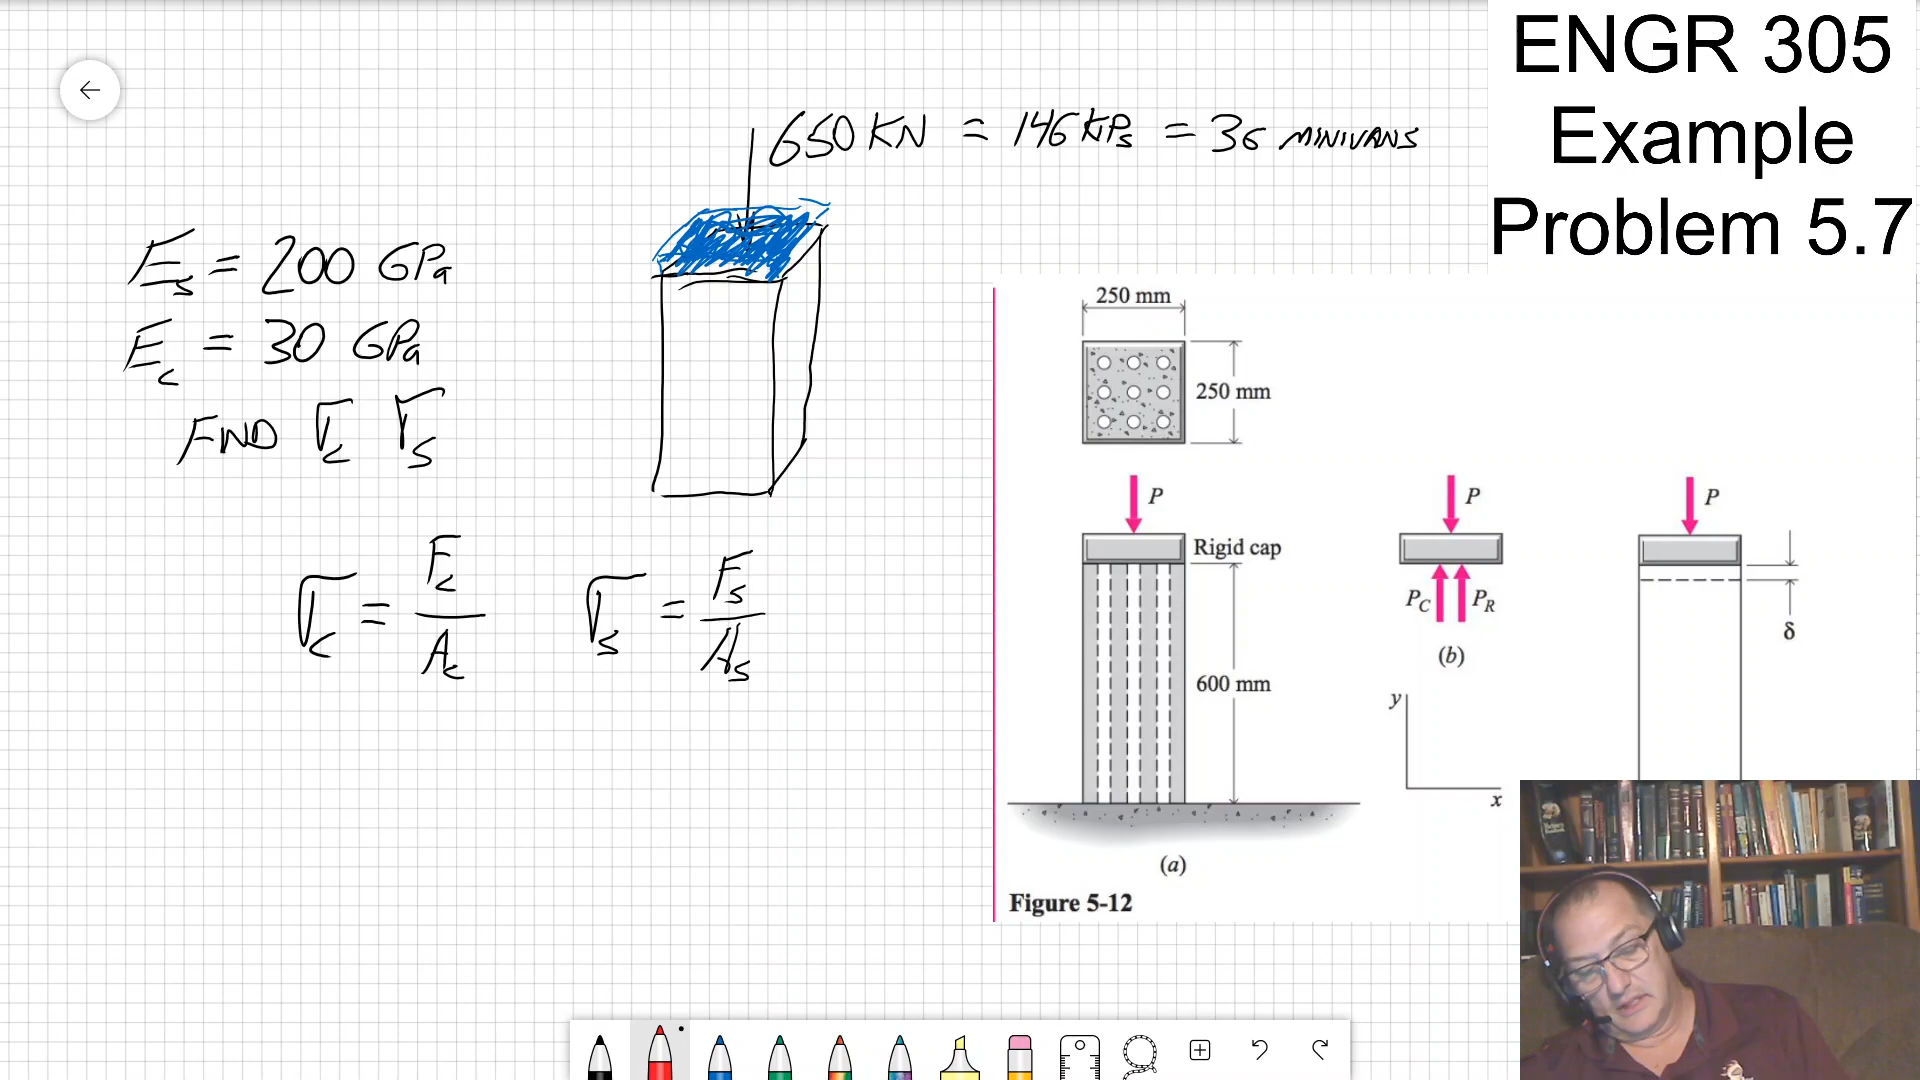 ENGR 305
Example
Problem 5.7
650 KN = 146 KPs = 36 MINIVANS
Es = 200 GPa
Ec = 30 GPa
FIND σc σs
σc = Fc / Ac
σs = Fs / As
250 mm
250 mm
P
Rigid cap
600 mm
(a)
P
PC PR
(b)
y
x
P
δ
Figure 5-12